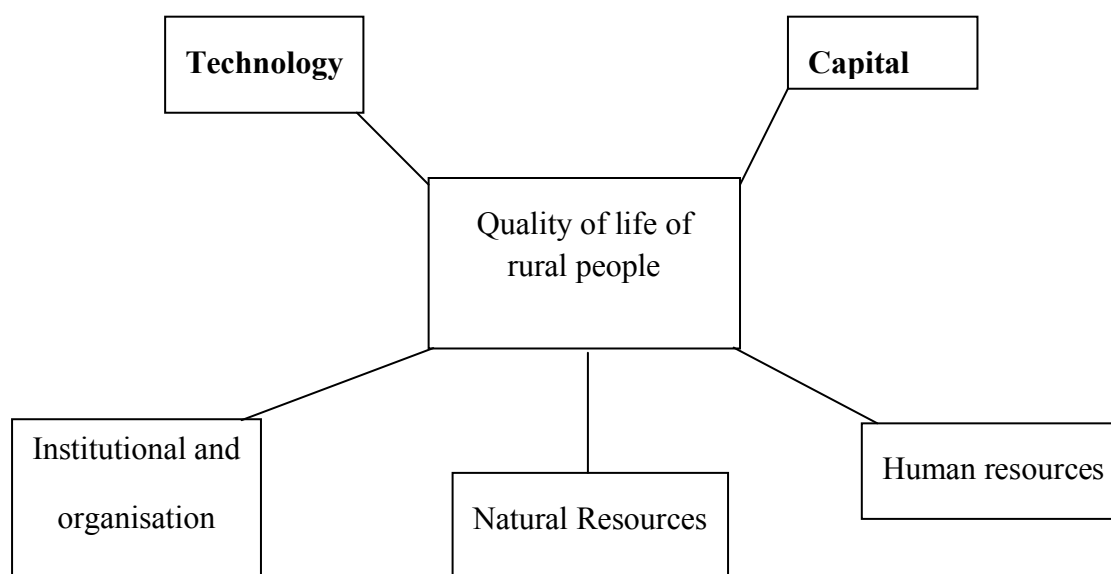 Technology
Capital
Quality of life of
rural people
Institutional and
organisation
Natural Resources
Human resources